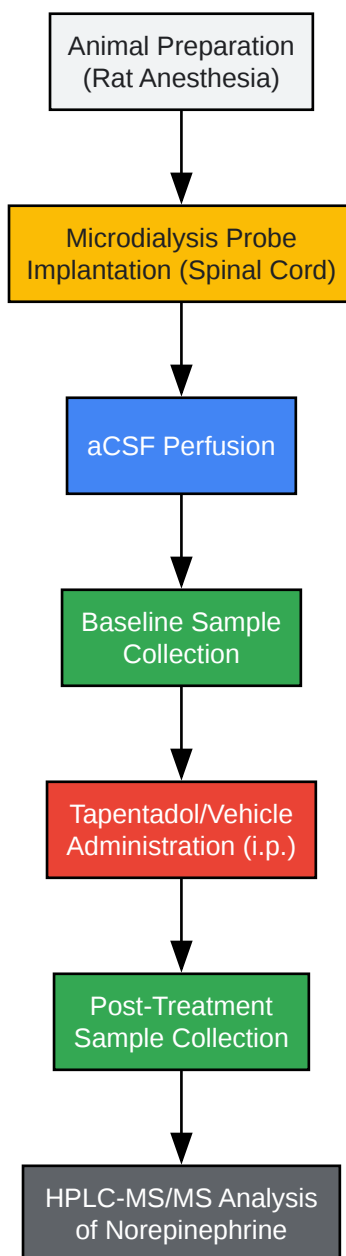 Animal Preparation
(Rat Anesthesia)
Microdialysis Probe
Implantation (Spinal Cord)
aCSF Perfusion
Baseline Sample
Collection
Tapentadol/Vehicle
Administration (i.p.)
Post-Treatment
Sample Collection
HPLC-MS/MS Analysis
of Norepinephrine